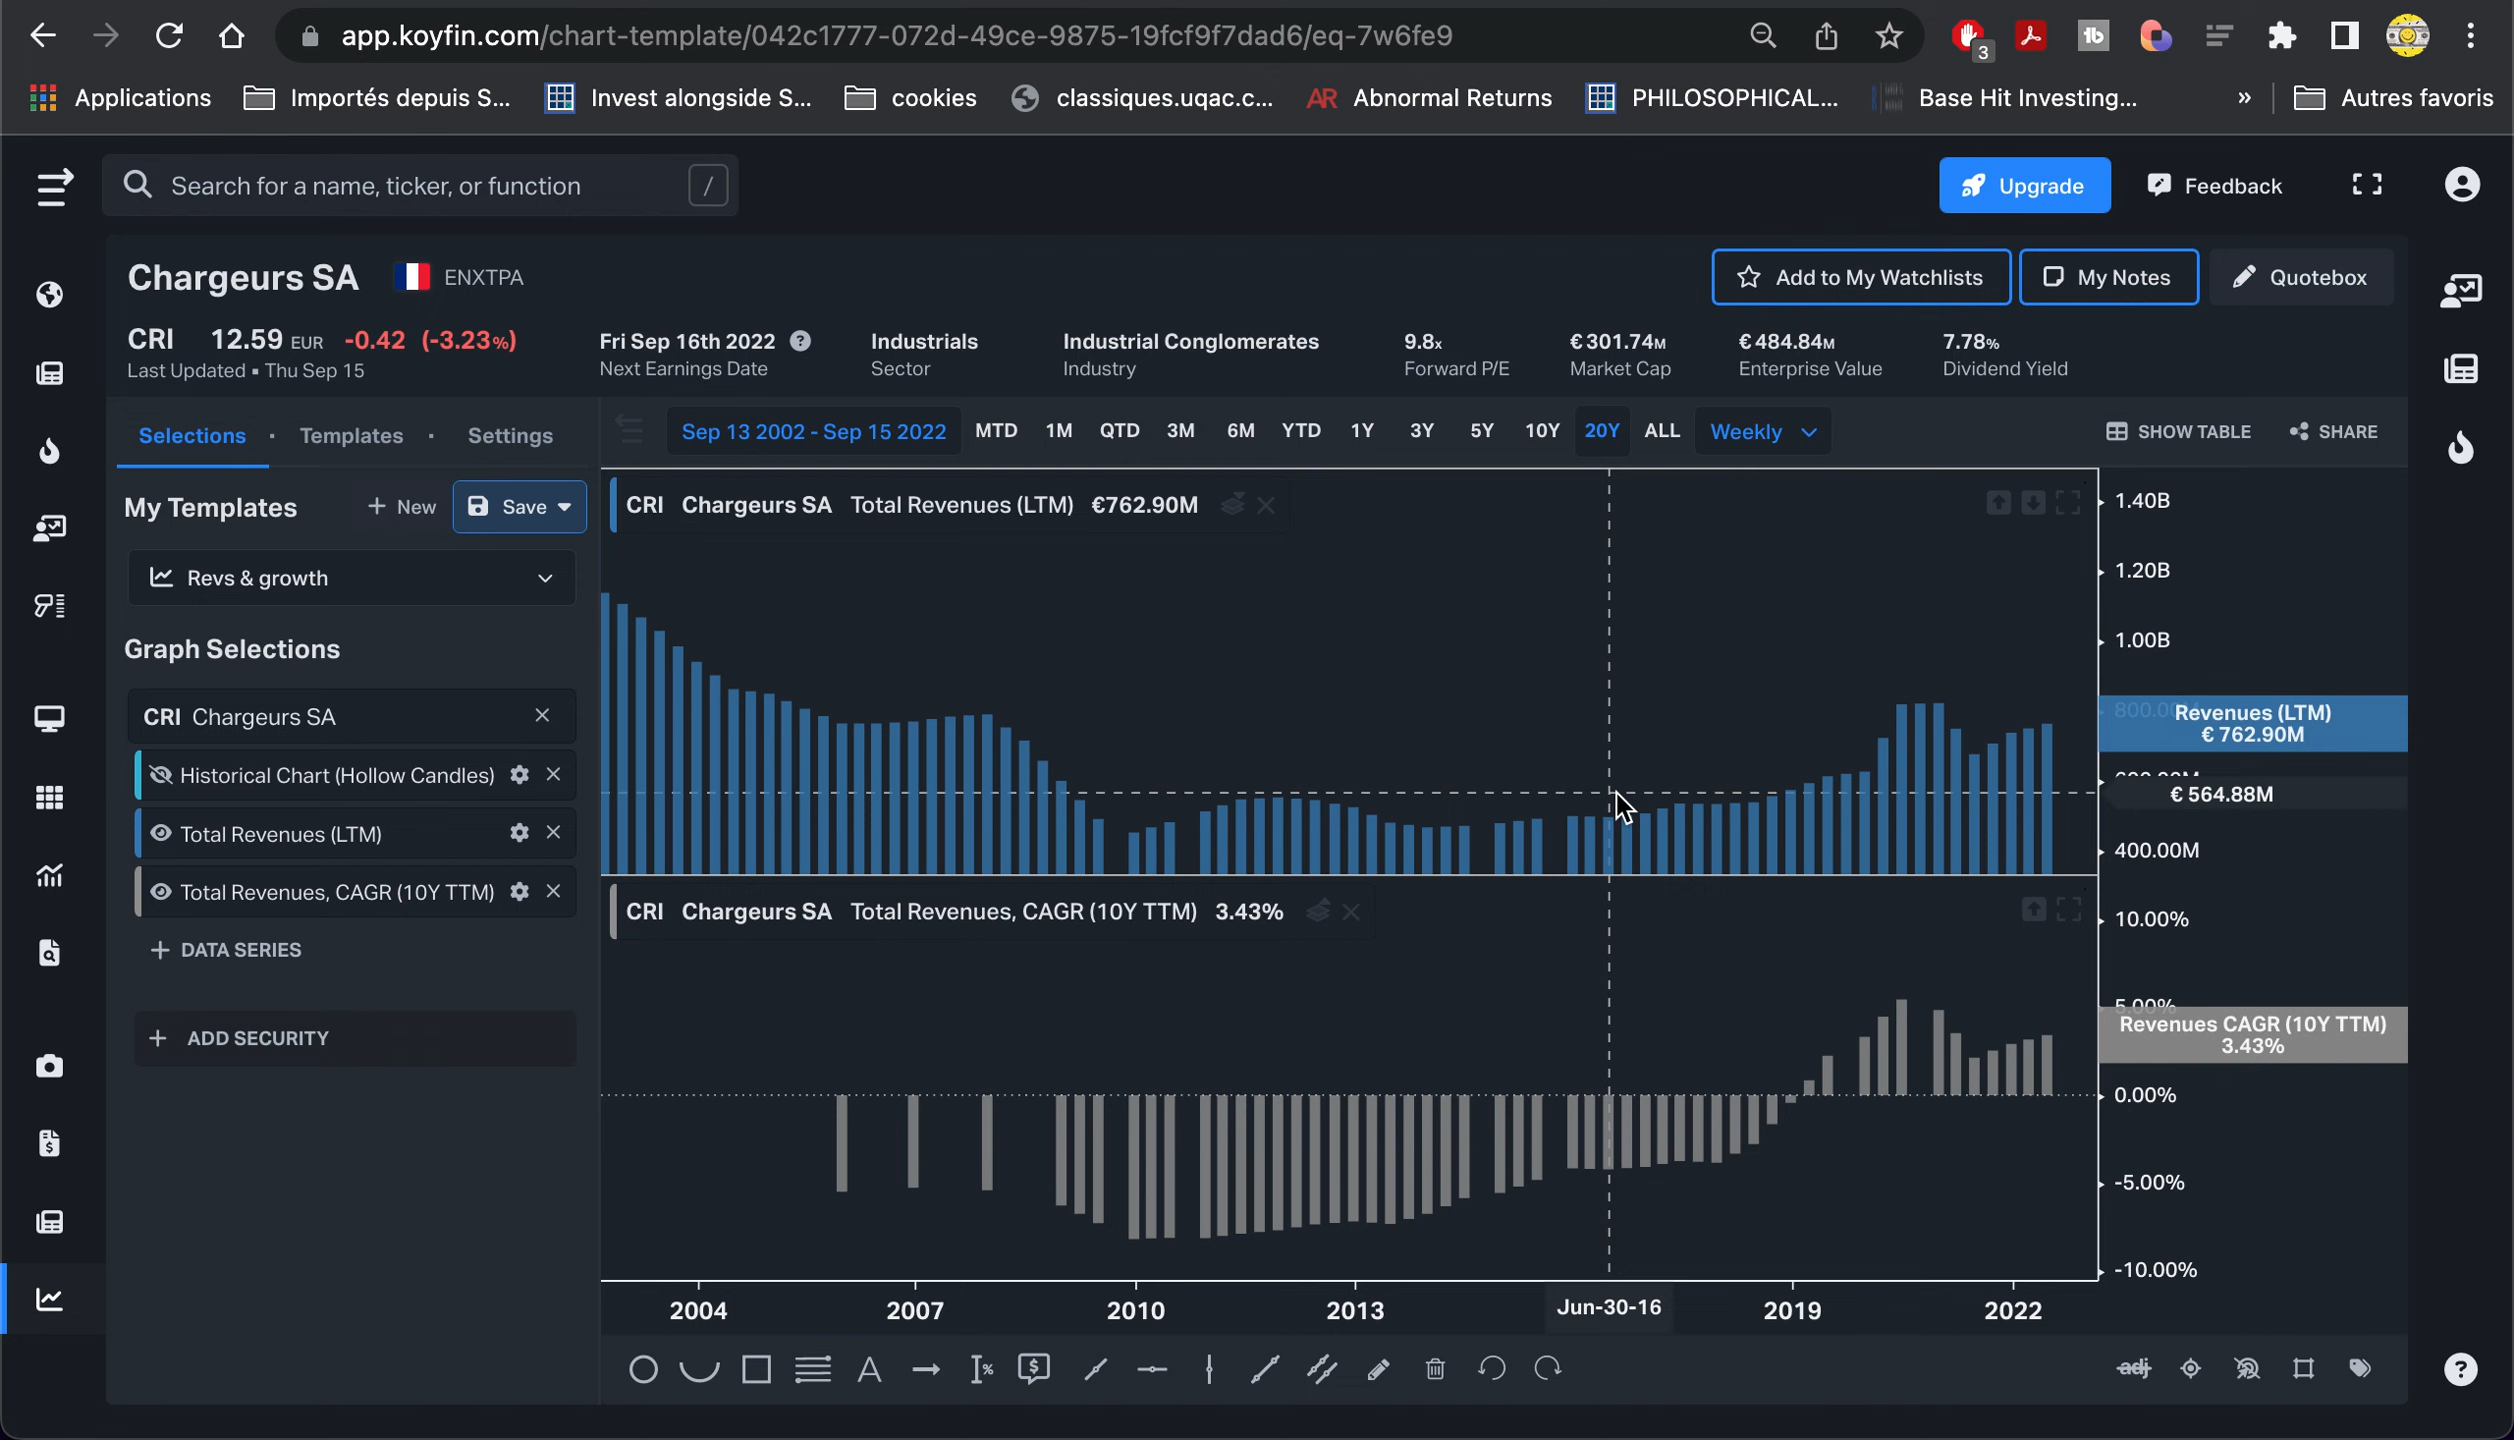 app.koyfin.com/chart-template/042c1777-072d-49ce-9875-19fcf9f7dad6/eq-7w6fe9
3
Applications
Importés depuis S...
Invest alongside S...
cookies
classiques.uqac.c...
AR Abnormal Returns
PHILOSOPHICAL...
Base Hit Investing...
»
Autres favoris
Search for a name, ticker, or function
/
Upgrade
Feedback
Chargeurs SA
ENXTPA
Add to My Watchlists
My Notes
Quotebox
CRI 12.59 EUR -0.42 (-3.23%)
Last Updated • Thu Sep 15
Fri Sep 16th 2022 ?
Next Earnings Date
Industrials
Sector
Industrial Conglomerates
Industry
9.8x
Forward P/E
€301.74M
Market Cap
€484.84M
Enterprise Value
7.78%
Dividend Yield
Selections · Templates · Settings
Sep 13 2002 - Sep 15 2022 MTD 1M QTD 3M 6M YTD 1Y 3Y 5Y 10Y 20Y ALL Weekly
SHOW TABLE
SHARE
My Templates
+ New
Save
Revs & growth
Graph Selections
CRI Chargeurs SA
Historical Chart (Hollow Candles)
Total Revenues (LTM)
Total Revenues, CAGR (10Y TTM)
+ DATA SERIES
+ ADD SECURITY
CRI Chargeurs SA Total Revenues (LTM) €762.90M
1.40B
1.20B
1.00B
800.00M
Revenues (LTM)
€ 762.90M
600.00M
€ 564.88M
400.00M
CRI Chargeurs SA Total Revenues, CAGR (10Y TTM) 3.43%
10.00%
5.00%
Revenues CAGR (10Y TTM)
3.43%
0.00%
-5.00%
-10.00%
2004
2007
2010
2013
Jun-30-16
2019
2022
A
%
$
adj
?